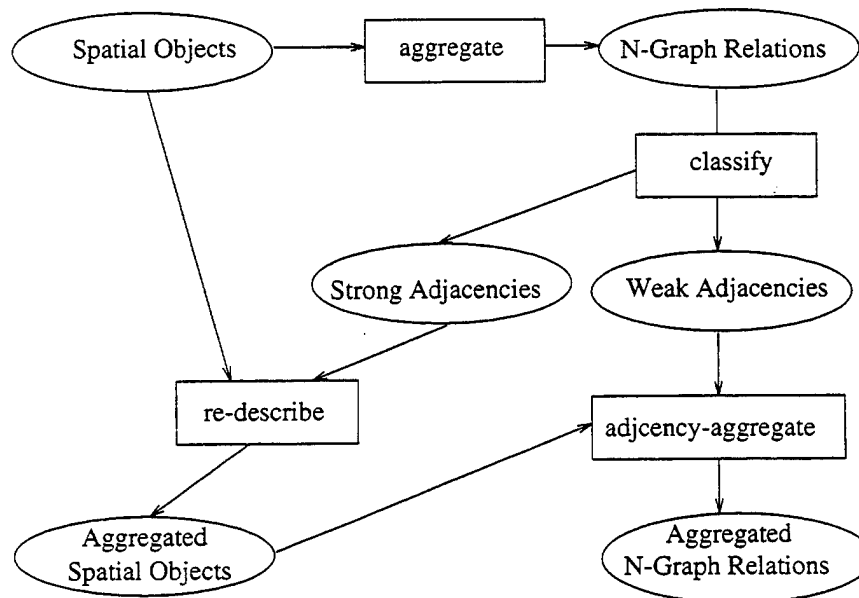 Spatial Objects
aggregate
N-Graph Relations
classify
Strong Adjacencies
Weak Adjacencies
re-describe
adjcency-aggregate
Aggregated
Spatial Objects
Aggregated
N-Graph Relations